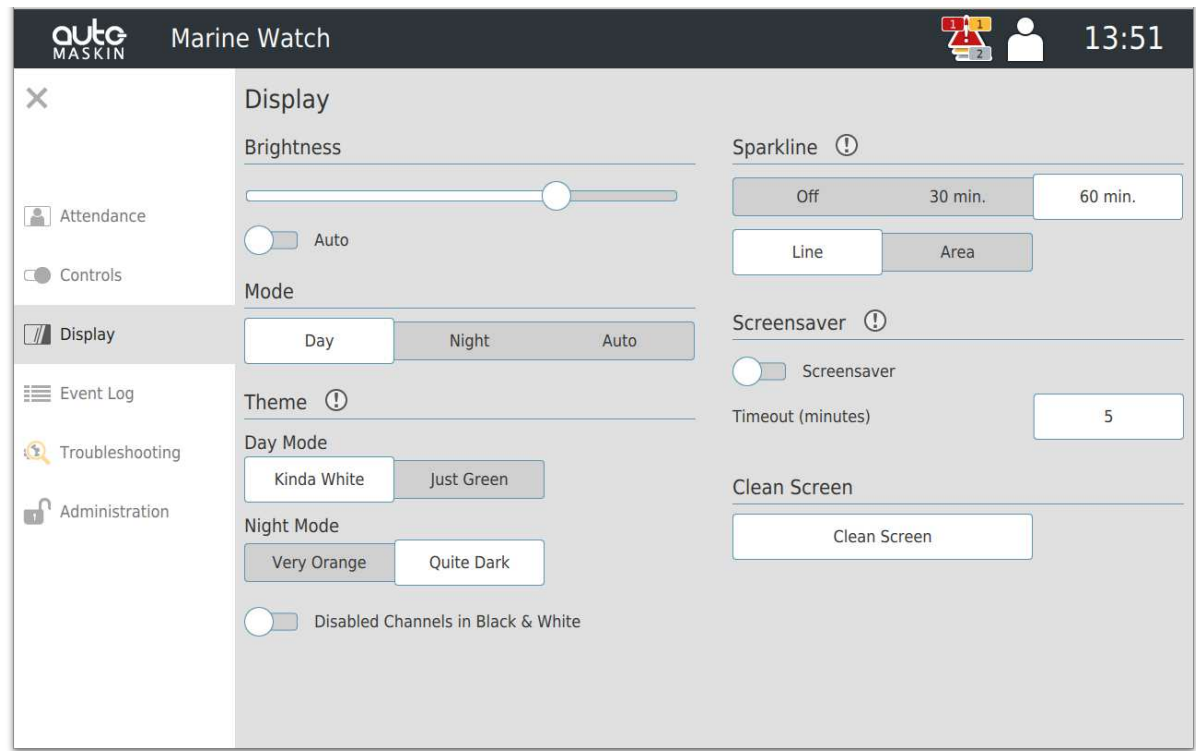 auto
MASKIN
Marine Watch
1 1
2
13:51
Attendance
Controls
Display
Event Log
Troubleshooting
Administration
Display
Brightness
Auto
Mode
Day Night Auto
Theme
Day Mode
Kinda White Just Green
Night Mode
Very Orange Quite Dark
Disabled Channels in Black & White
Sparkline
Off 30 min. 60 min.
Line Area
Screensaver
Screensaver
Timeout (minutes) 5
Clean Screen
Clean Screen